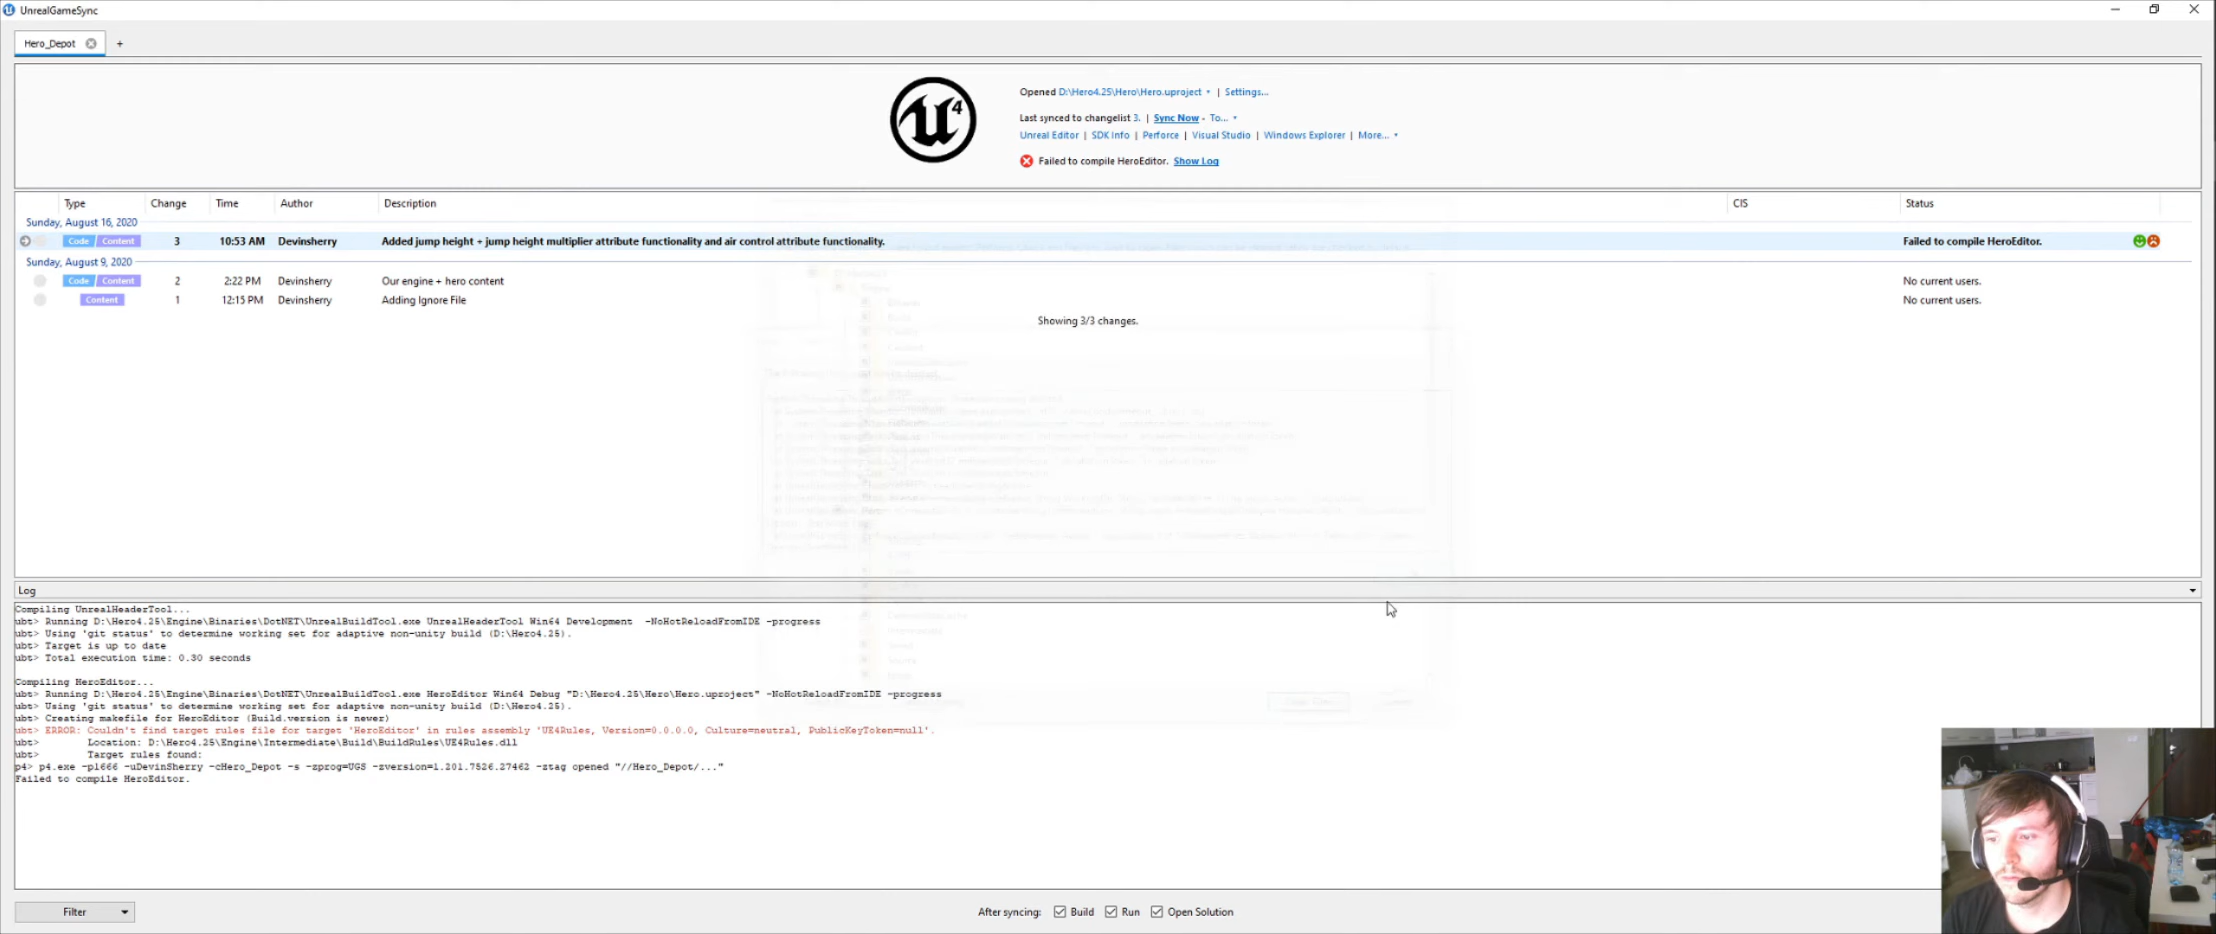 UnrealGameSync
Hero_Depot
+
Opened D:\Hero4.25\Hero\Hero.uproject | Settings...
Last synced to changelist 3. | Sync Now - To...
Unreal Editor | SDK Info | Perforce | Visual Studio | Windows Explorer | More...
Failed to compile HeroEditor. Show Log
Type Change Time Author Description CIS Status
Sunday, August 16, 2020
Code Content 3 10:53 AM Devinsherry Added jump height + jump height multiplier attribute functionality and air control attribute functionality. Failed to compile HeroEditor.
Sunday, August 9, 2020
Code Content 2 2:22 PM Devinsherry Our engine + hero content No current users.
Content 1 12:15 PM Devinsherry Adding Ignore File No current users.
Showing 3/3 changes.
Log
Compiling UnrealHeaderTool...
ubt> Running D:\Hero4.25\Engine\Binaries\DotNET\UnrealBuildTool.exe UnrealHeaderTool Win64 Development -NoHotReloadFromIDE -progress
ubt> Using 'git status' to determine working set for adaptive non-unity build (D:\Hero4.25).
ubt> Target is up to date
ubt> Total execution time: 0.30 seconds
Compiling HeroEditor...
ubt> Running D:\Hero4.25\Engine\Binaries\DotNET\UnrealBuildTool.exe HeroEditor Win64 Debug "D:\Hero4.25\Hero\Hero.uproject" -NoHotReloadFromIDE -progress
ubt> Using 'git status' to determine working set for adaptive non-unity build (D:\Hero4.25).
ubt> Creating makefile for HeroEditor (Build.version is newer)
ubt> ERROR: Couldn't find target rules file for target 'HeroEditor' in rules assembly 'UE4Rules, Version=0.0.0.0, Culture=neutral, PublicKeyToken=null'.
ubt> Location: D:\Hero4.25\Engine\Intermediate\Build\BuildRules\UE4Rules.dll
ubt> Target rules found:
p4> p4.exe -p1666 -uDevinSherry -cHero_Depot -s -zprog=UGS -zversion=1.201.7526.27462 -ztag opened "//Hero_Depot/..."
Failed to compile HeroEditor.
Filter After syncing: Build Run Open Solution